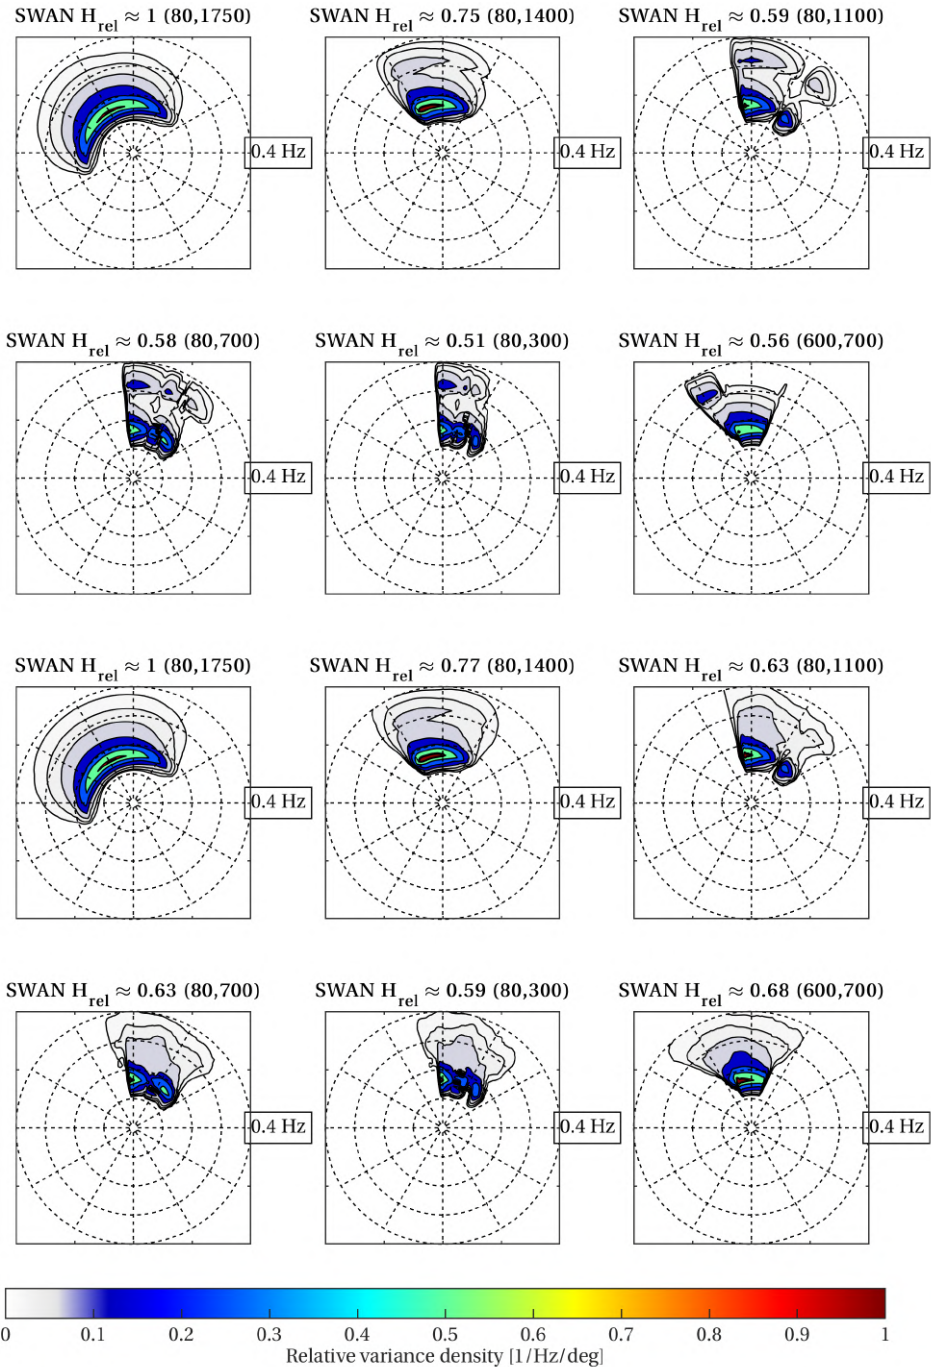 SWAN H_rel ≈ 1 (80,1750)
SWAN H_rel ≈ 0.75 (80,1400)
SWAN H_rel ≈ 0.59 (80,1100)
0.4 Hz
0.4 Hz
0.4 Hz
SWAN H_rel ≈ 0.58 (80,700)
SWAN H_rel ≈ 0.51 (80,300)
SWAN H_rel ≈ 0.56 (600,700)
0.4 Hz
0.4 Hz
0.4 Hz
SWAN H_rel ≈ 1 (80,1750)
SWAN H_rel ≈ 0.77 (80,1400)
SWAN H_rel ≈ 0.63 (80,1100)
0.4 Hz
0.4 Hz
0.4 Hz
SWAN H_rel ≈ 0.63 (80,700)
SWAN H_rel ≈ 0.59 (80,300)
SWAN H_rel ≈ 0.68 (600,700)
0.4 Hz
0.4 Hz
0.4 Hz
0 0.1 0.2 0.3 0.4 0.5 0.6 0.7 0.8 0.9 1
Relative variance density [1/Hz/deg]